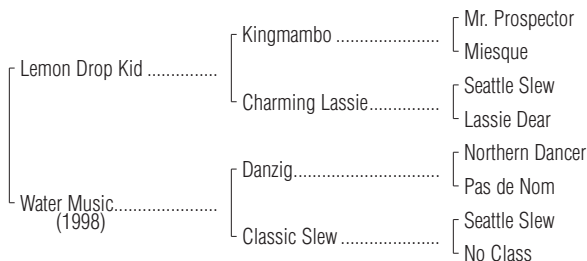 Mr. Prospector
Kingmambo ........................
Miesque
Lemon Drop Kid ................
Seattle Slew
Charming Lassie................
Lassie Dear
Northern Dancer
Danzig.................................
Pas de Nom
Water Music.......................
(1998)
Seattle Slew
Classic Slew .......................
No Class